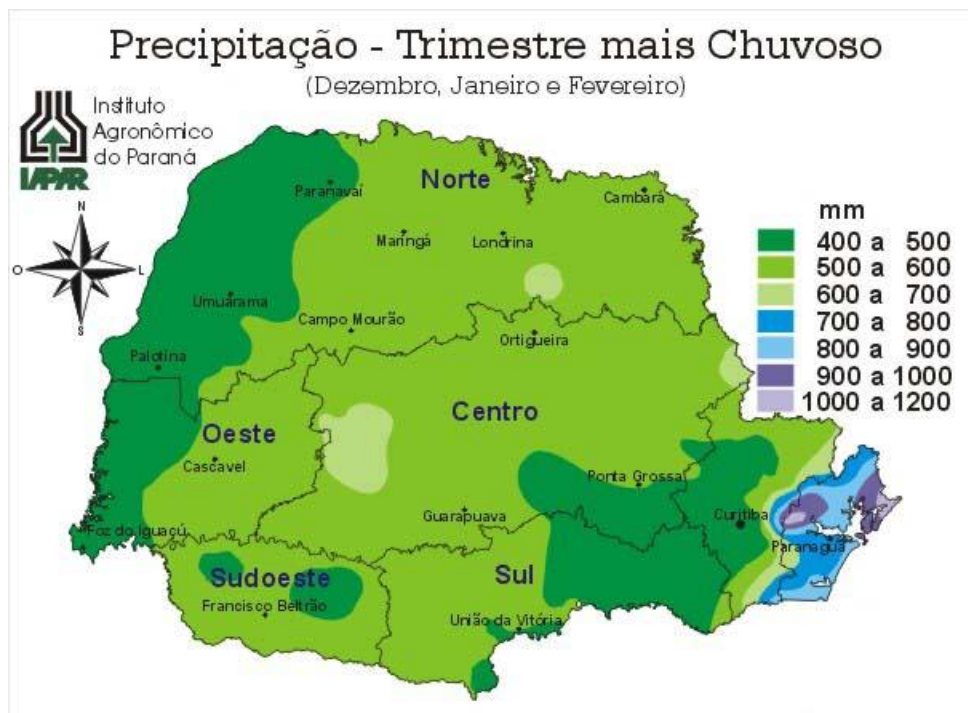 Precipitação - Trimestre mais Chuvoso
(Dezembro, Janeiro e Fevereiro)
Instituto
Agronômico
do Paraná
IAPAR
N
O
L
S
Norte
Paranavaí
Cambará
Maringá
Londrina
Umuarama
Campo Mourão
Ortigueira
Palotina
Centro
Oeste
Cascavel
Ponta Grossa
Guarapuava
Curitiba
Foz do Iguaçú
Paranaguá
Sudoeste
Sul
Francisco Beltrão
União da Vitória
mm
400 a 500
500 a 600
600 a 700
700 a 800
800 a 900
900 a 1000
1000 a 1200